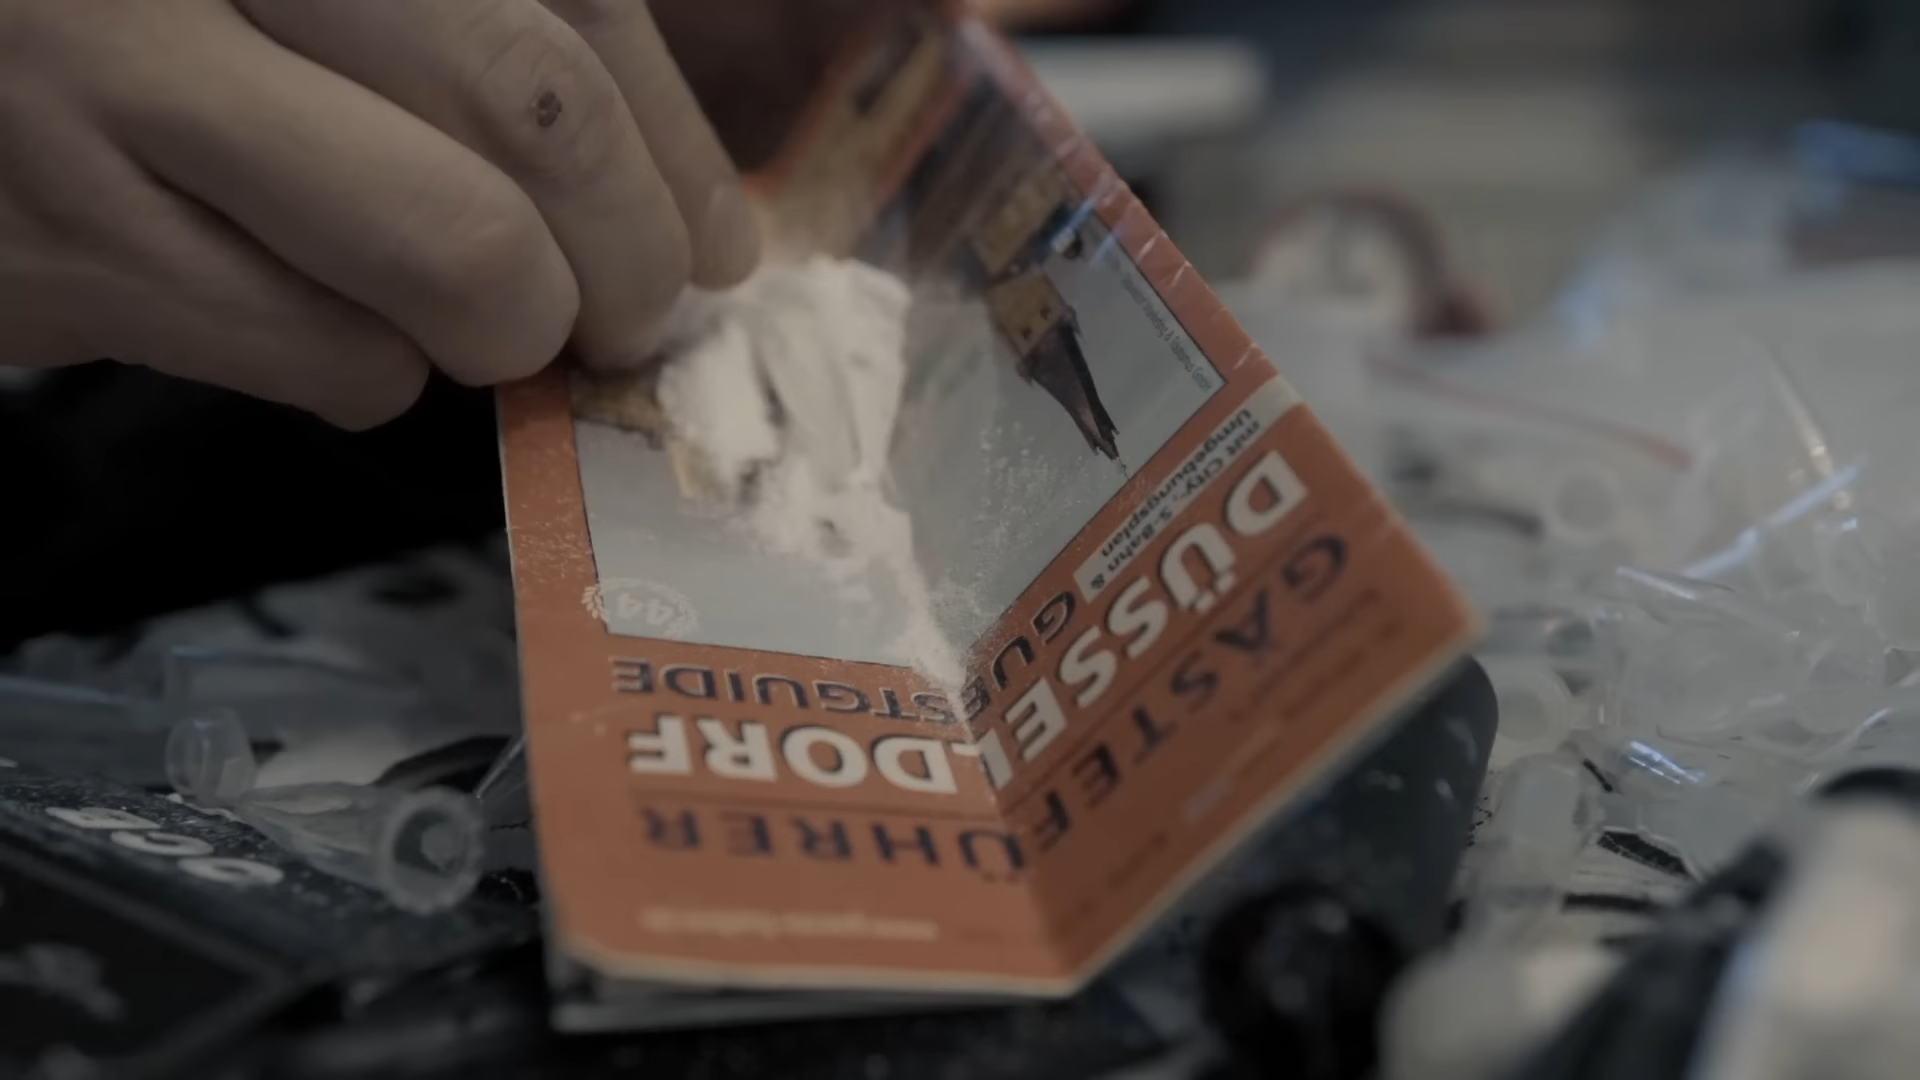 GÄSTEFÜHRER
DÜSSELDORF
GUESTGUIDE
mit City-, S-Bahn &
Umgebungsplan
44